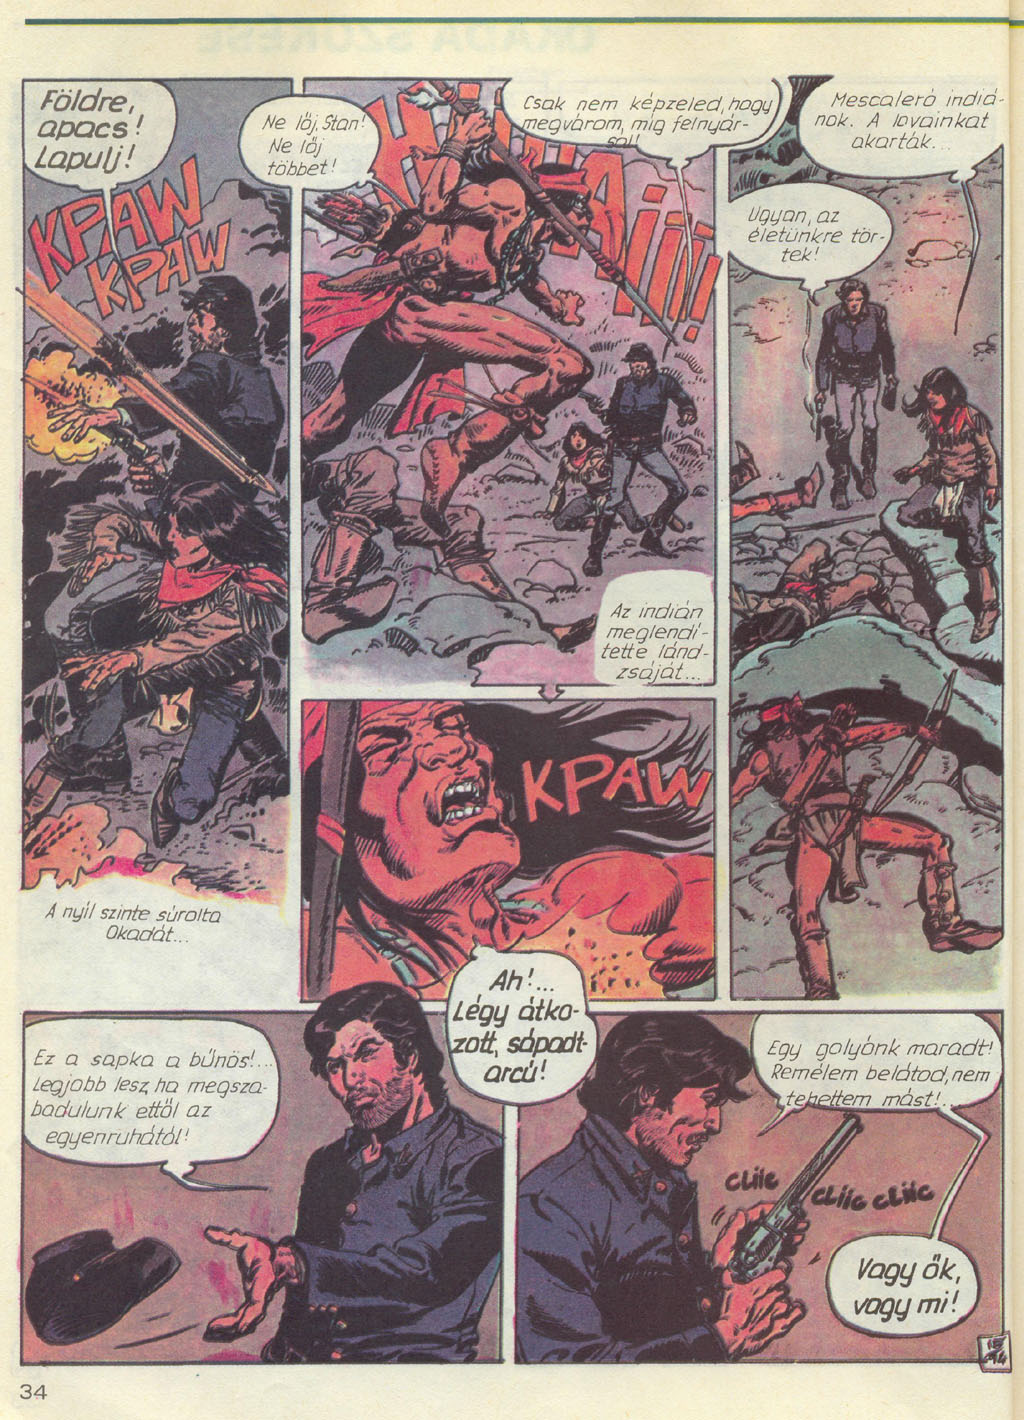 Földre,
apacs!
Lapulj!
KPAW
KPAW
A nyíl szinte súrolta
Okadát...
Ne lőj, Stan!
Ne lőj
többet!
Csak nem képzeled, hogy
megvárom, míg felnyár-
sol!
Az indián
meglendí-
tette lánd-
zsáját...
KPAW
Mescaleró indiá-
nok. A lovainkat
akarták...
Ugyan, az
életünkre tör-
tek!
Ez a sapka a bűnös!...
Legjobb lesz, ha megsza-
badulunk ettől az
egyenruhától!
Ah!...
Légy átko-
zott, sápadt-
arcú!
Egy golyónk maradt!
Remélem belátod, nem
tehettem mást!...
CLIIC
CLIIC CLIIC
Vagy ők,
vagy mi!
34